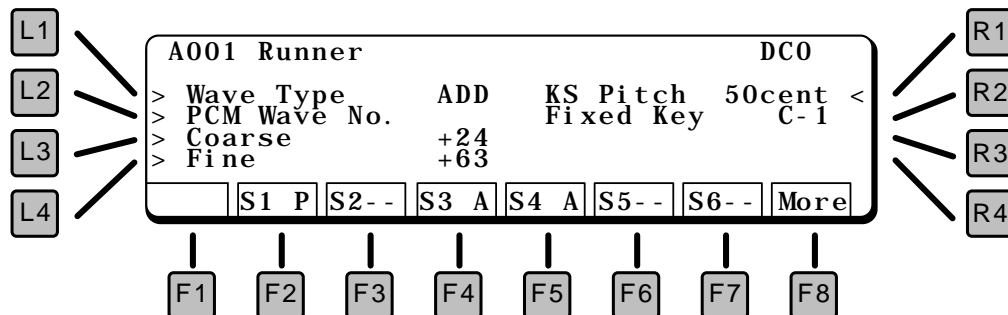 L1
R1
A001 Runner DCO
L2
R2
> Wave Type ADD KS Pitch 50cent <
> PCM Wave No. Fixed Key C-1
> Coarse +24
> Fine +63
L3
R3
L4
R4
S1 P S2-- S3 A S4 A S5-- S6-- More
F1 F2 F3 F4 F5 F6 F7 F8